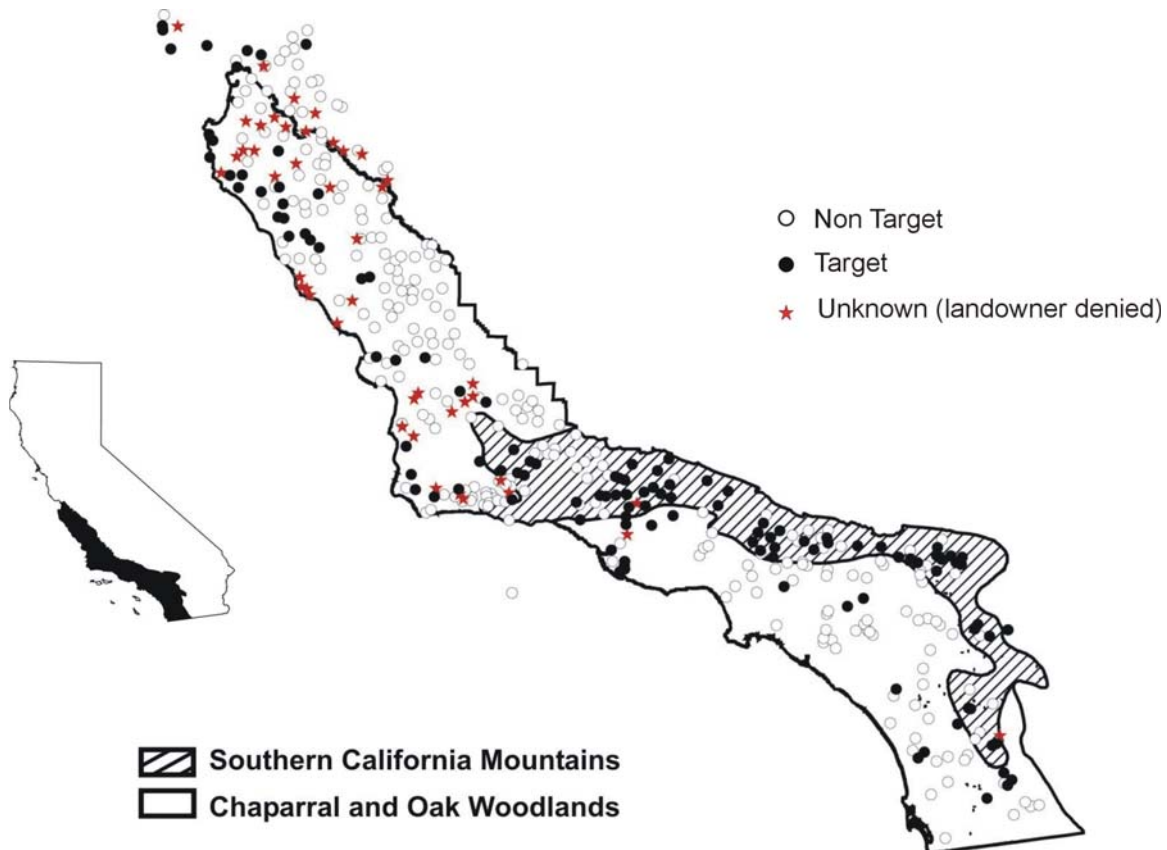 Non Target
Target
Unknown (landowner denied)
Southern California Mountains
Chaparral and Oak Woodlands